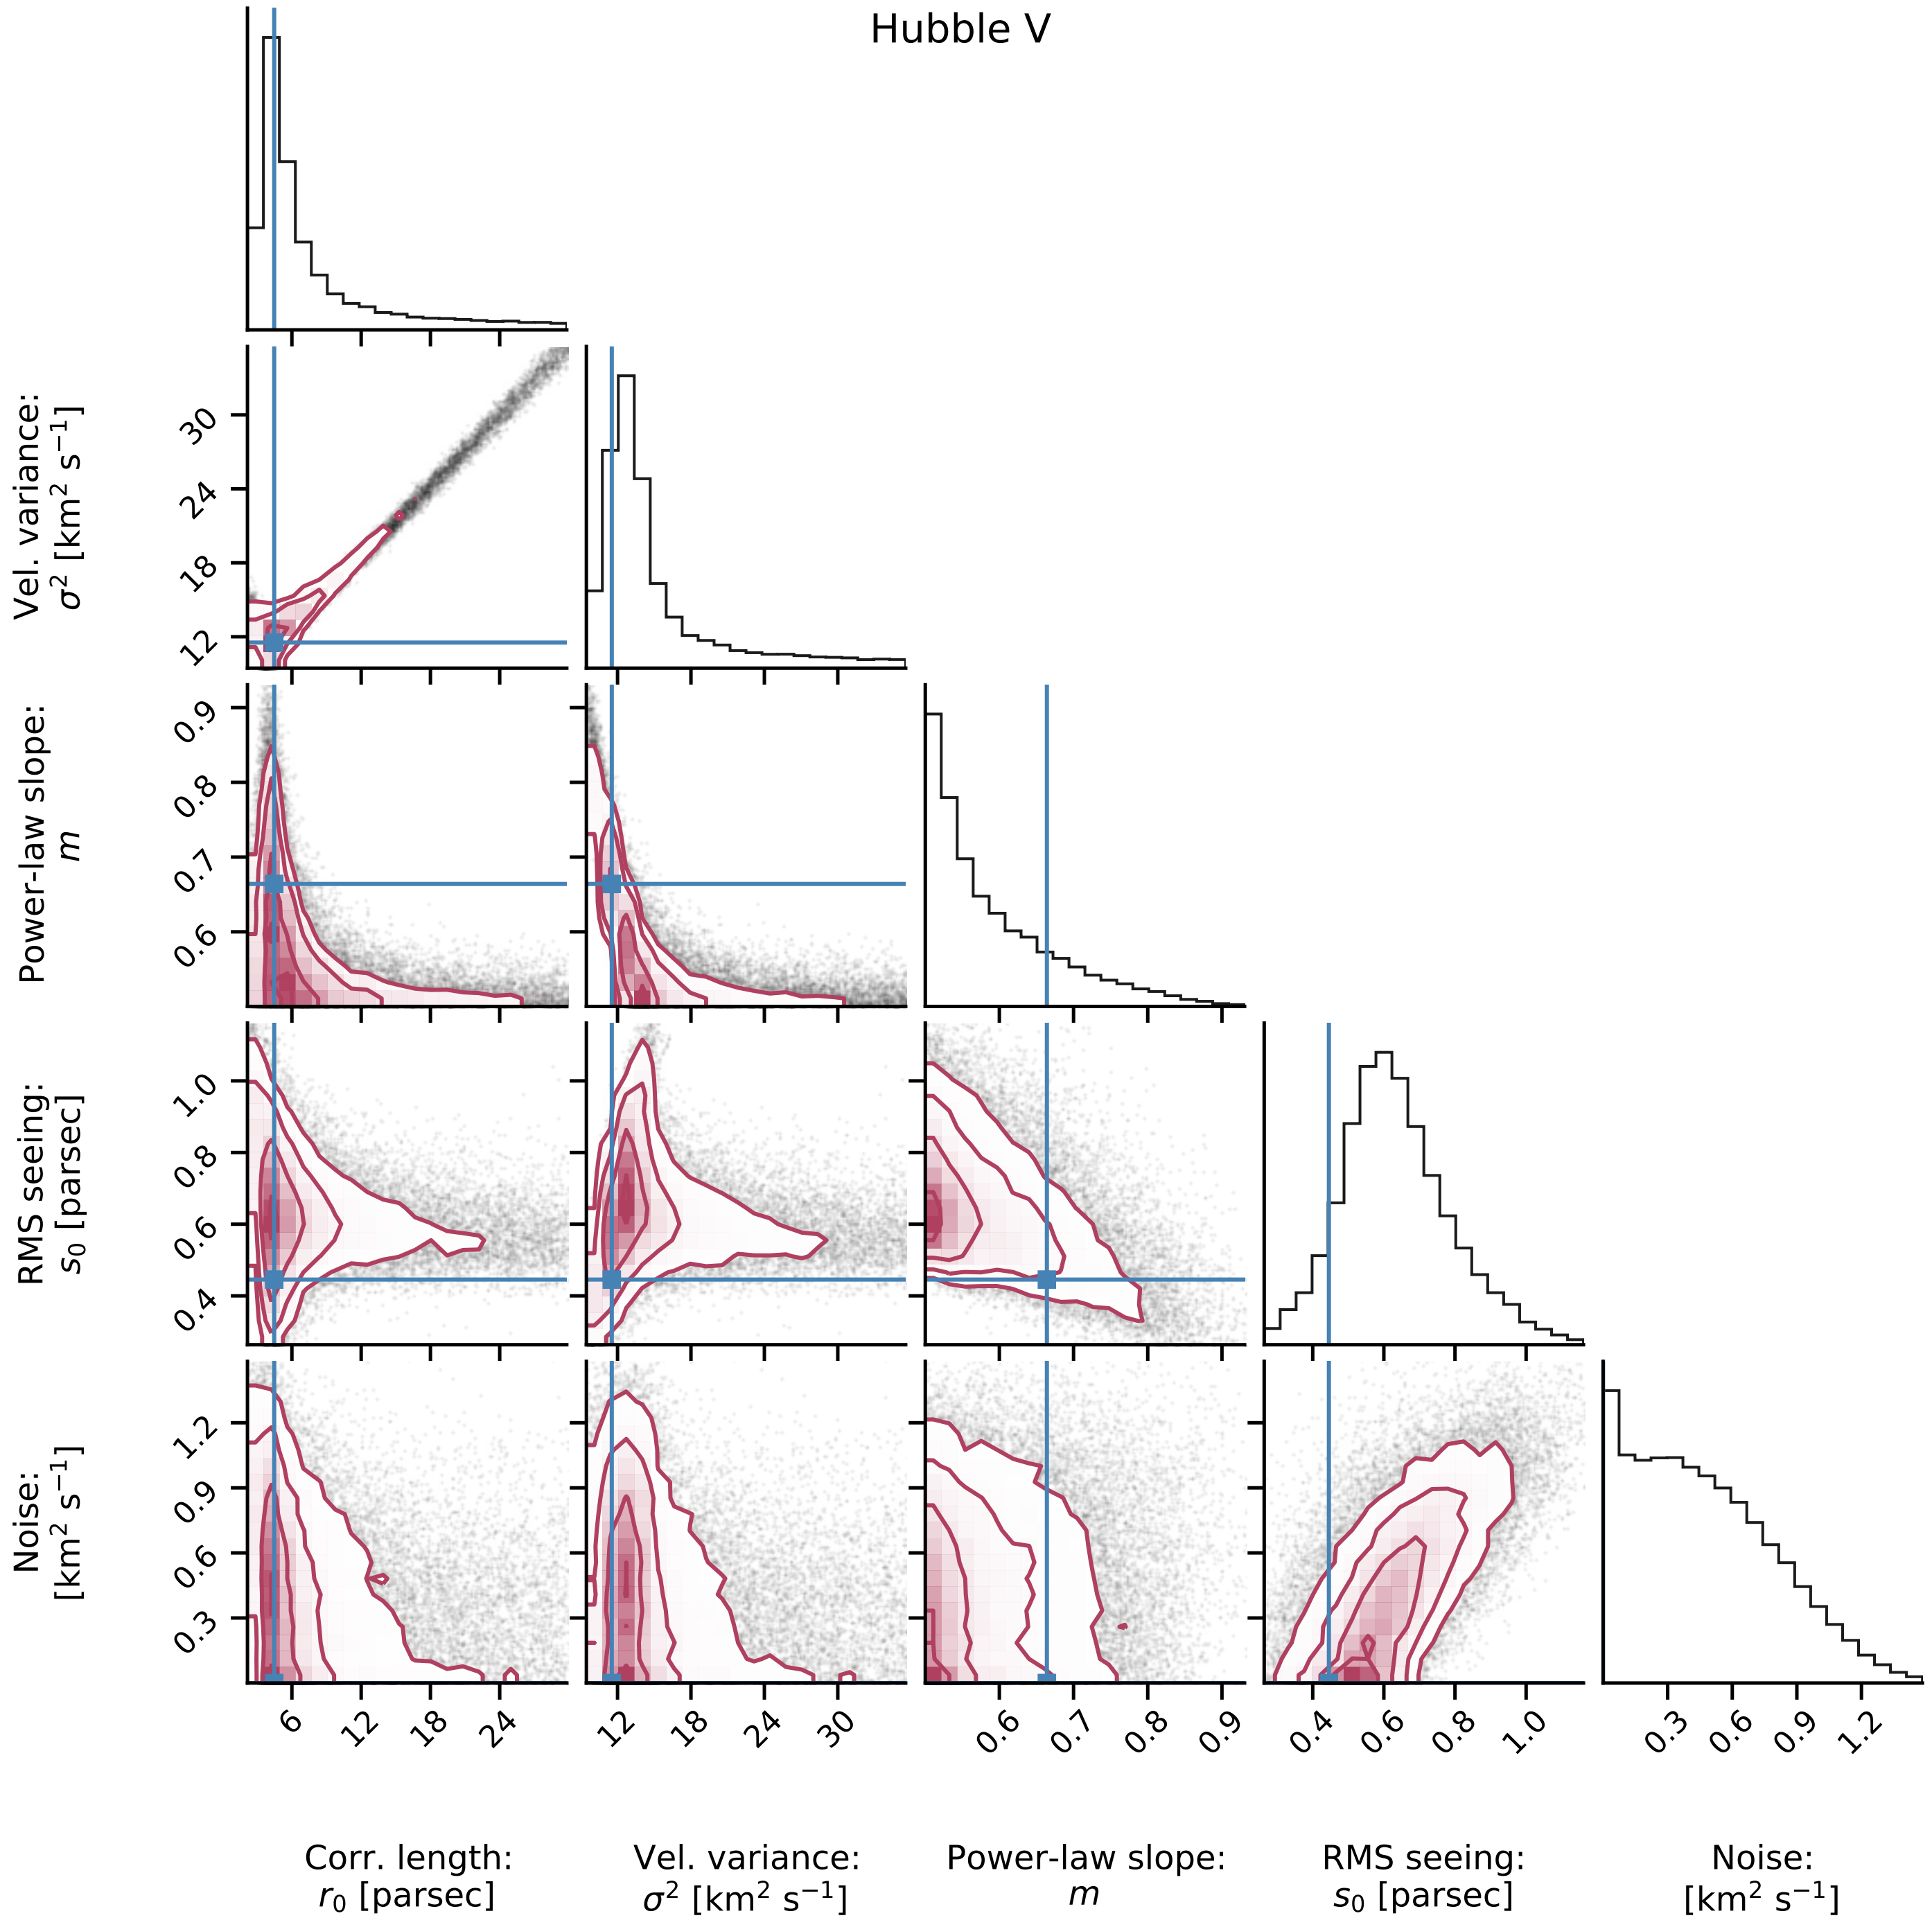 Hubble V
Vel. variance:
σ² [km² s⁻¹]
30
24
18
12
Power-law slope:
m
0.9
0.8
0.7
0.6
RMS seeing:
s₀ [parsec]
1.0
0.8
0.6
0.4
Noise:
[km² s⁻¹]
1.2
0.9
0.6
0.3
6 12 18 24 12 18 24 30 0.6 0.7 0.8 0.9 0.4 0.6 0.8 1.0 0.3 0.6 0.9 1.2
Corr. length: Vel. variance: Power-law slope: RMS seeing: Noise:
r₀ [parsec] σ² [km² s⁻¹] m s₀ [parsec] [km² s⁻¹]